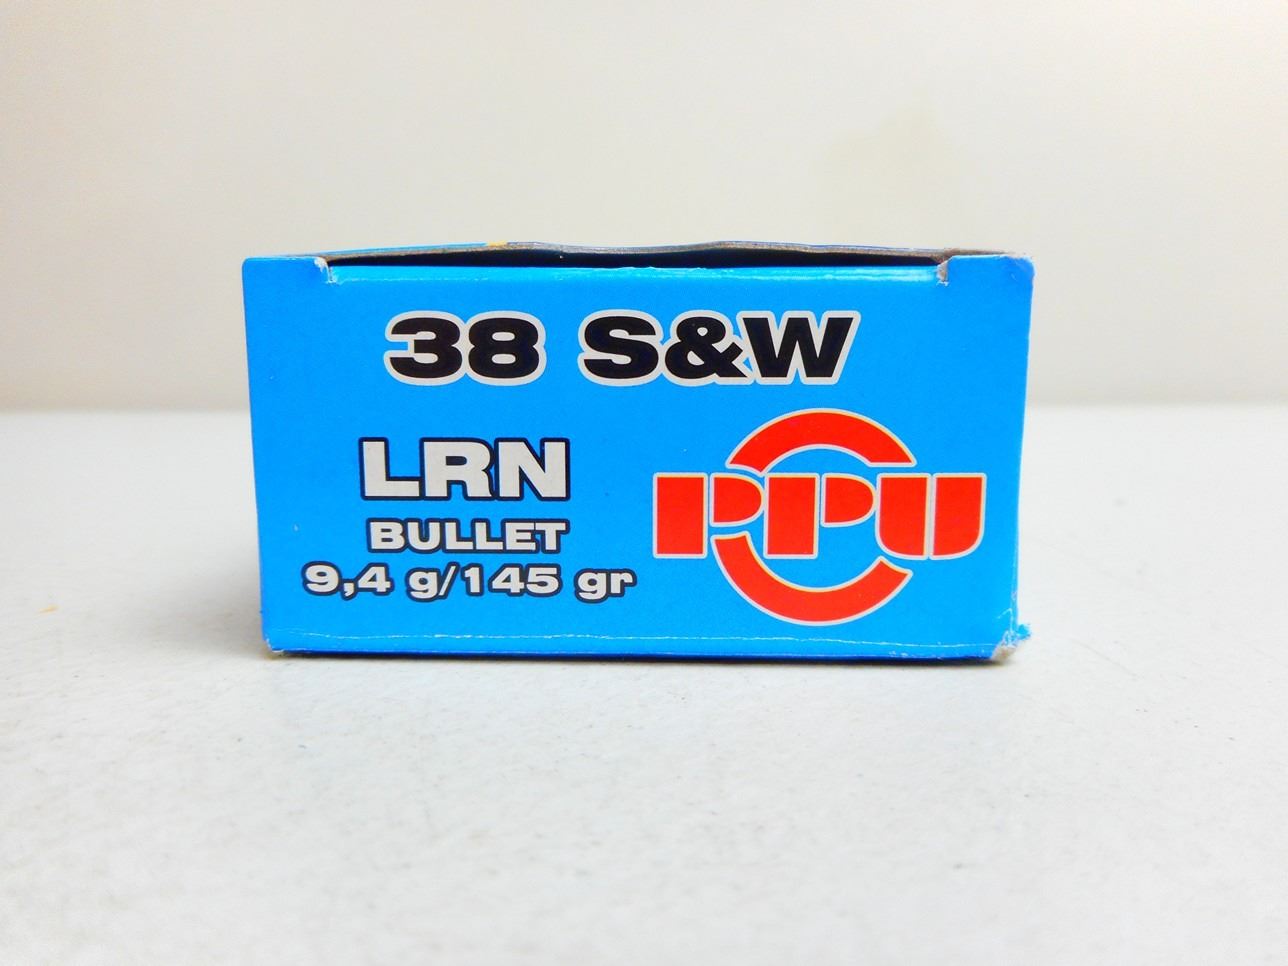 38 S&W
LRN
BULLET
9,4 g/145 gr
PPU